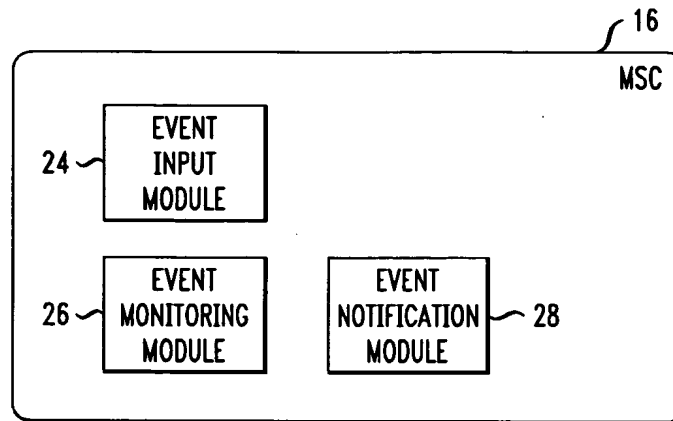 16
MSC
EVENT
INPUT
MODULE
24
EVENT
MONITORING
MODULE
26
EVENT
NOTIFICATION
MODULE
28